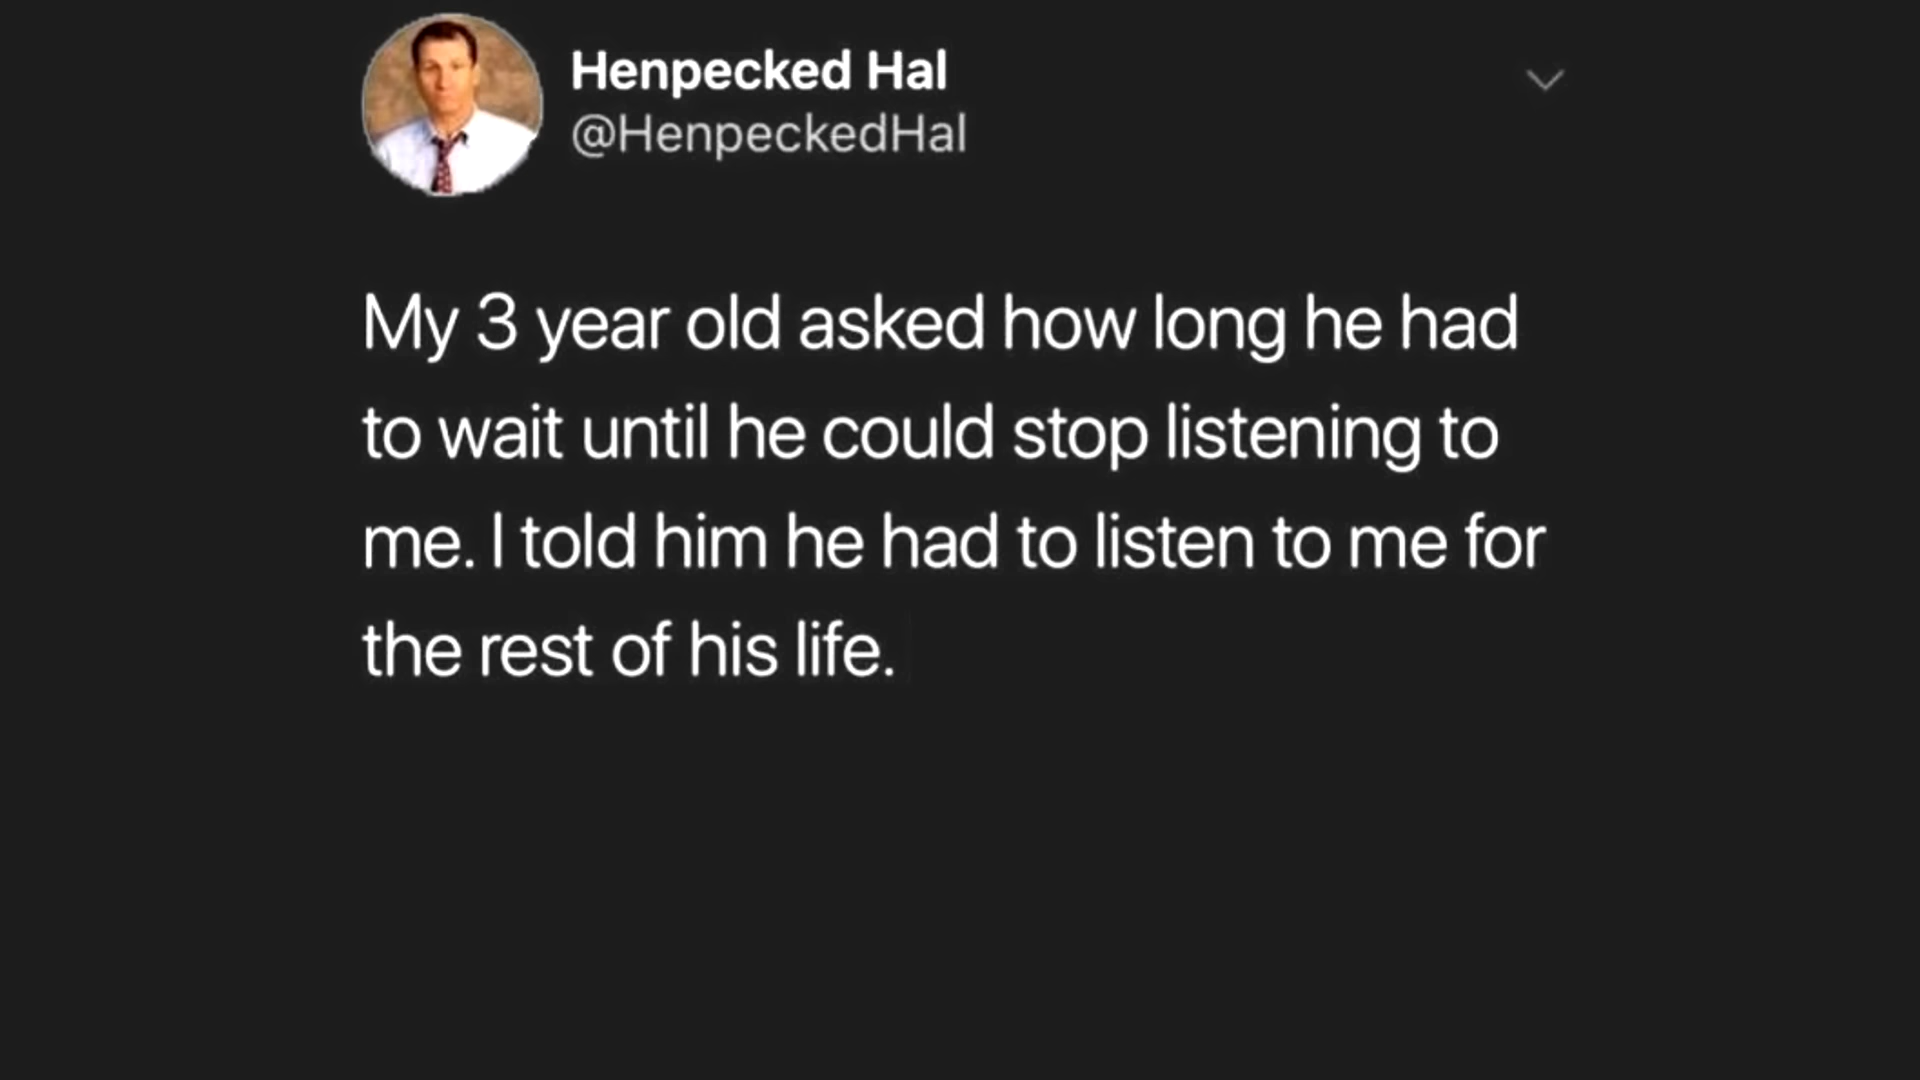 Henpecked Hal
@HenpeckedHal
My 3 year old asked how long he had
to wait until he could stop listening to
me. I told him he had to listen to me for
the rest of his life.